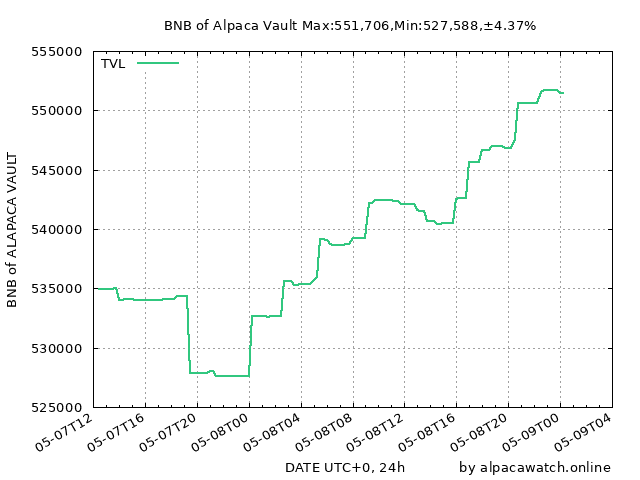 BNB of Alpaca Vault Max:551,706,Min:527,588,±4.37%
BNB of ALAPACA VAULT
TVL
555000
550000
545000
540000
535000
530000
525000
05-07T12
05-07T16
05-07T20
05-08T00
05-08T04
05-08T08
05-08T12
05-08T16
05-08T20
05-09T00
05-09T04
DATE UTC+0, 24h
by alpacawatch.online